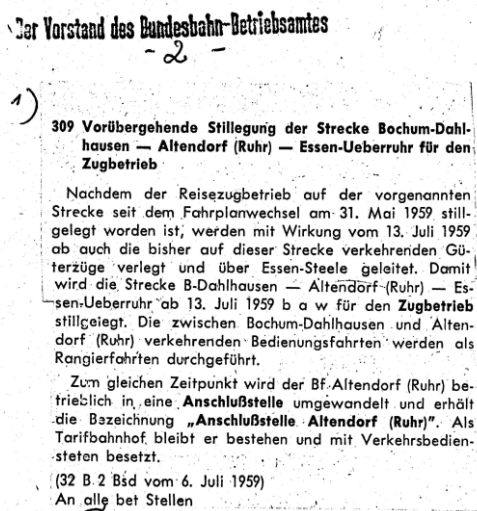 Der Vorstand des Bundesbahn-Betriebsamtes
- 2 -
1)
309 Vorübergehende Stillegung der Strecke Bochum-Dahl-
hausen — Altendorf (Ruhr) — Essen-Ueberruhr für den
Zugbetrieb
Nachdem der Reisezugbetrieb auf der vorgenannten
Strecke seit dem Fahrplanwechsel am 31. Mai 1959 still-
gelegt worden ist, werden mit Wirkung vom 13. Juli 1959
ab auch die bisher auf dieser Strecke verkehrenden Gü-
terzüge verlegt und über Essen-Steele geleitet. Damit
wird die Strecke B-Dahlhausen — Altendorf (Ruhr) — Es-
sen-Ueberruhr ab 13. Juli 1959 b a w für den Zugbetrieb
stillgelegt. Die zwischen Bochum-Dahlhausen und Alten-
dorf (Ruhr) verkehrenden Bedienungsfahrten werden als
Rangierfahrten durchgeführt.
Zum gleichen Zeitpunkt wird der Bf Altendorf (Ruhr) be-
trieblich in eine Anschlußstelle umgewandelt und erhält
die Bezeichnung „Anschlußstelle Altendorf (Ruhr)". Als
Tarifbahnhof bleibt er bestehen und mit Verkehrsbedien-
steten besetzt.
(32 B 2 Bsd vom 6. Juli 1959)
An alle bet Stellen